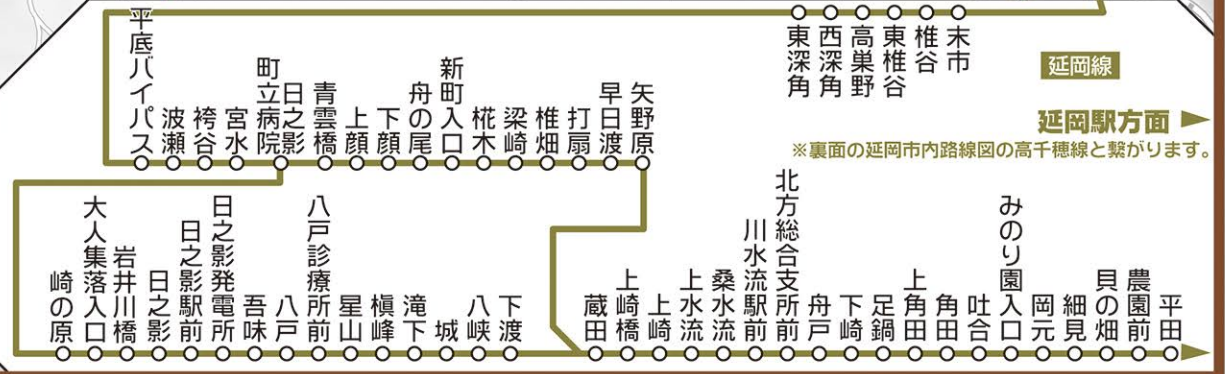 東深角
西深角
高巣野
東椎谷
椎谷
末市
延岡線
延岡駅方面
※裏面の延岡市内路線図の高千穂線と繋がります。
平底バイパス
波瀬
袴谷
宮水
町立病院
日之影
青雲橋
上顔
下顔
舟の尾
新町入口
椛木
梁崎
椎畑
打扇
早日渡
矢野原
崎の原
大人集落入口
岩井川橋
日之影
日之影駅前
日之影発電所
吾味
八戸
八戸診療所前
星山
槇峰
滝下
城
八峡
下渡
蔵田
上崎橋
上崎
上水流
桑水流
川水流駅前
北方総合支所前
舟戸
下崎
足鍋
上角田
角田
吐合
みのり園入口
岡元
細見
貝の畑
農園前
平田